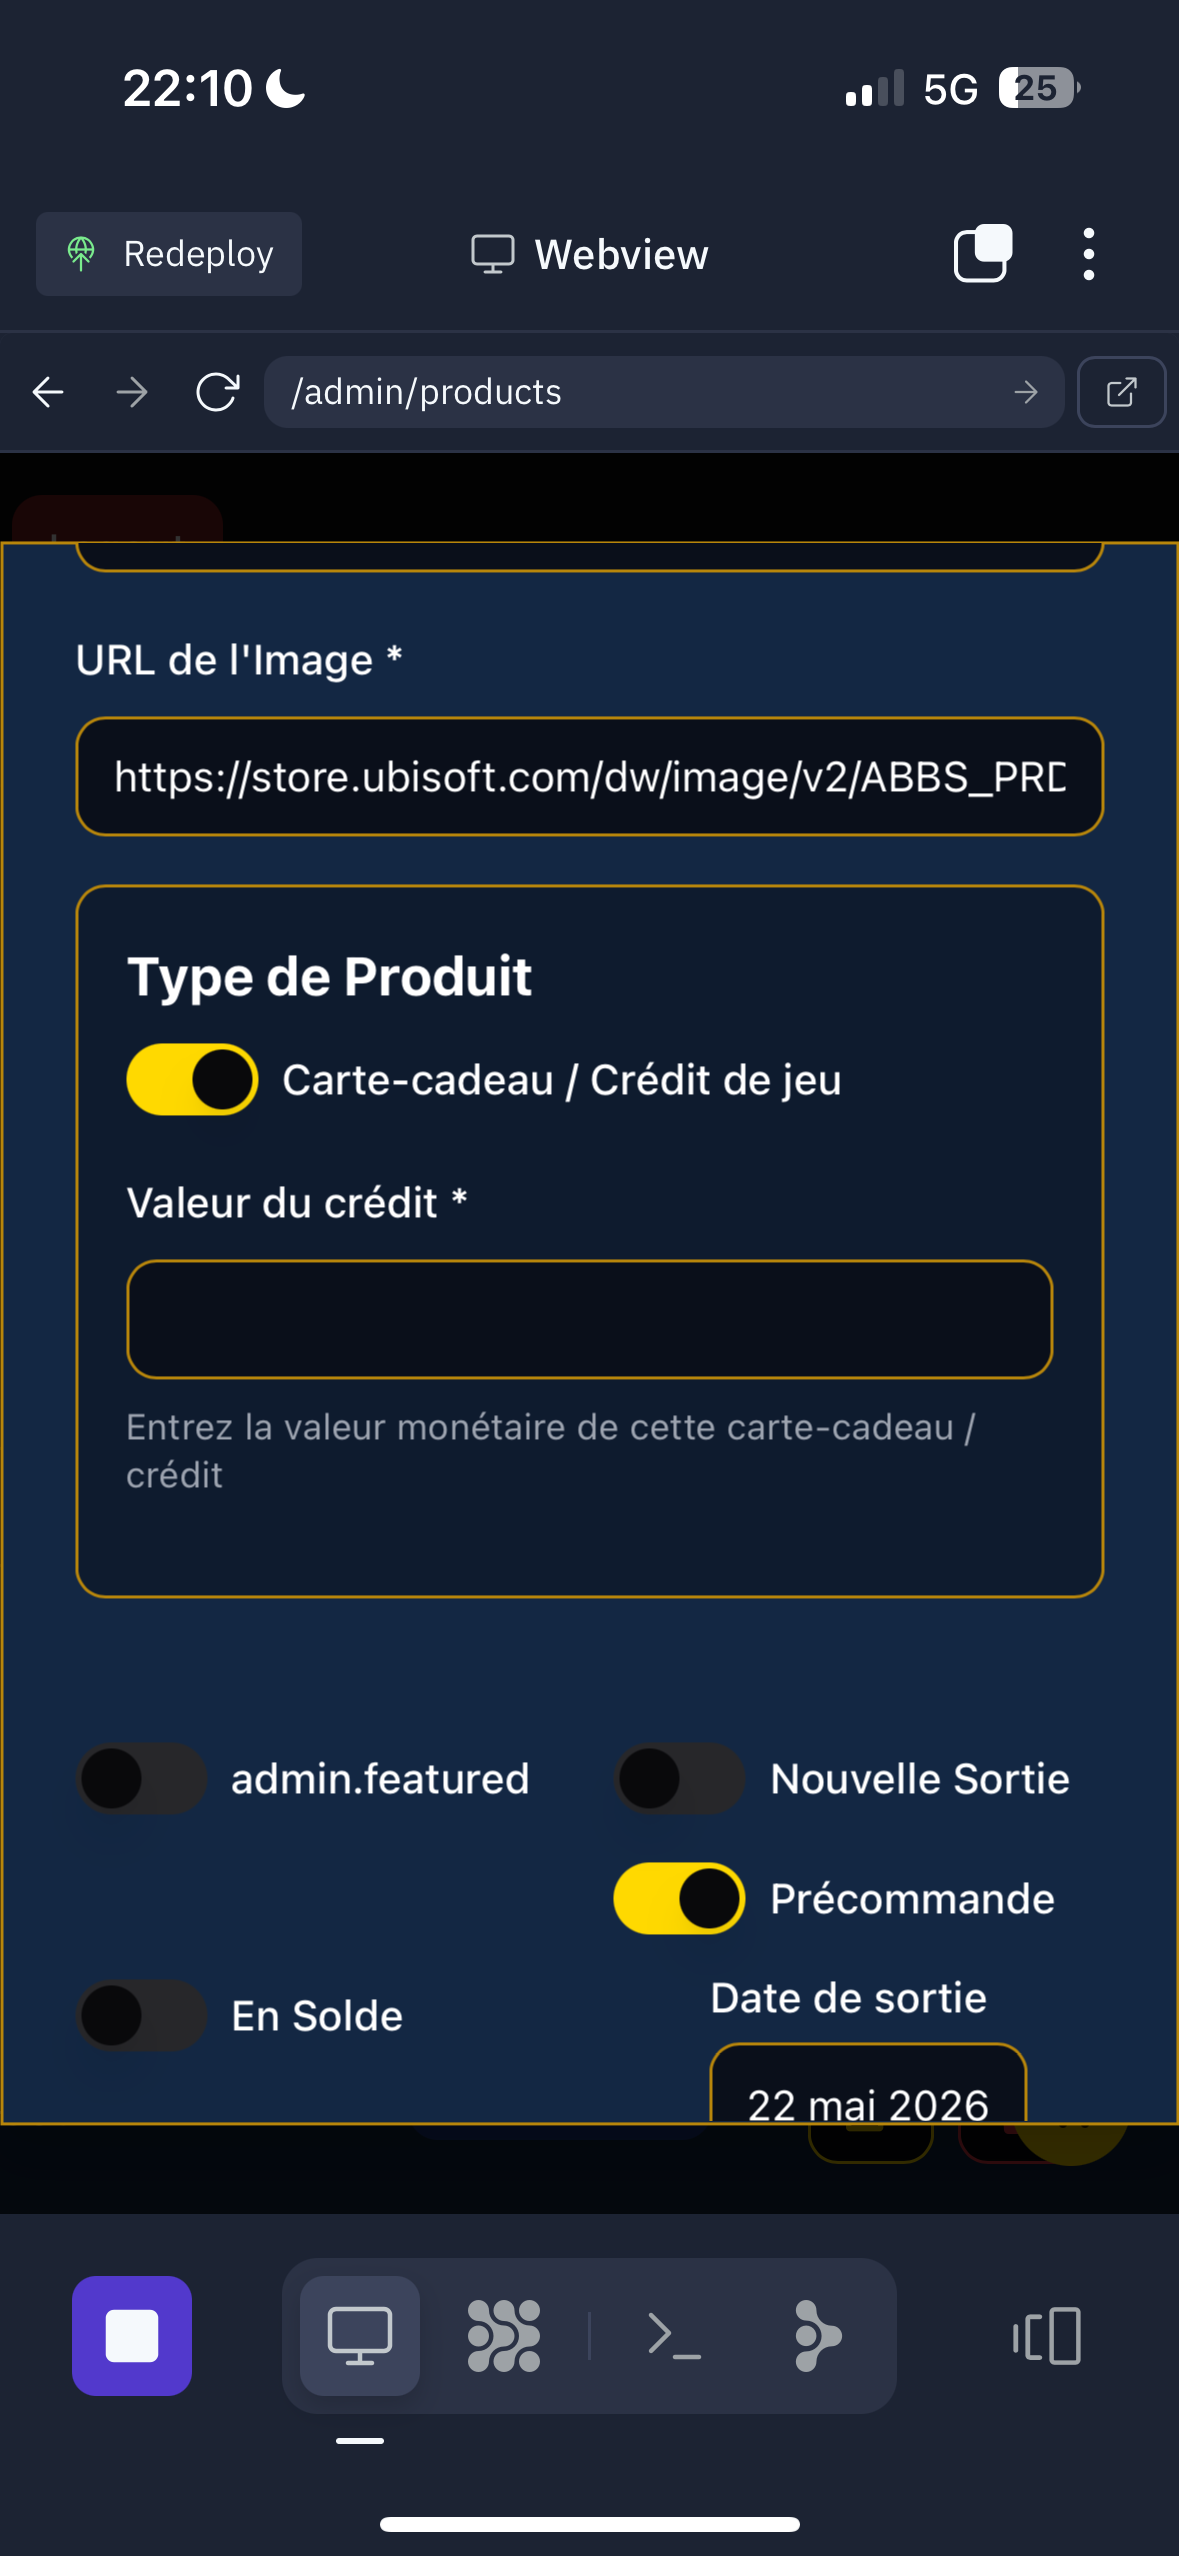 22:10
5G
25
Redeploy
Webview
/admin/products
URL de l'Image *
https://store.ubisoft.com/dw/image/v2/ABBS_PRD
Type de Produit
Carte-cadeau / Crédit de jeu
Valeur du crédit *
Entrez la valeur monétaire de cette carte-cadeau /
crédit
admin.featured
Nouvelle Sortie
Précommande
En Solde
Date de sortie
22 mai 2026